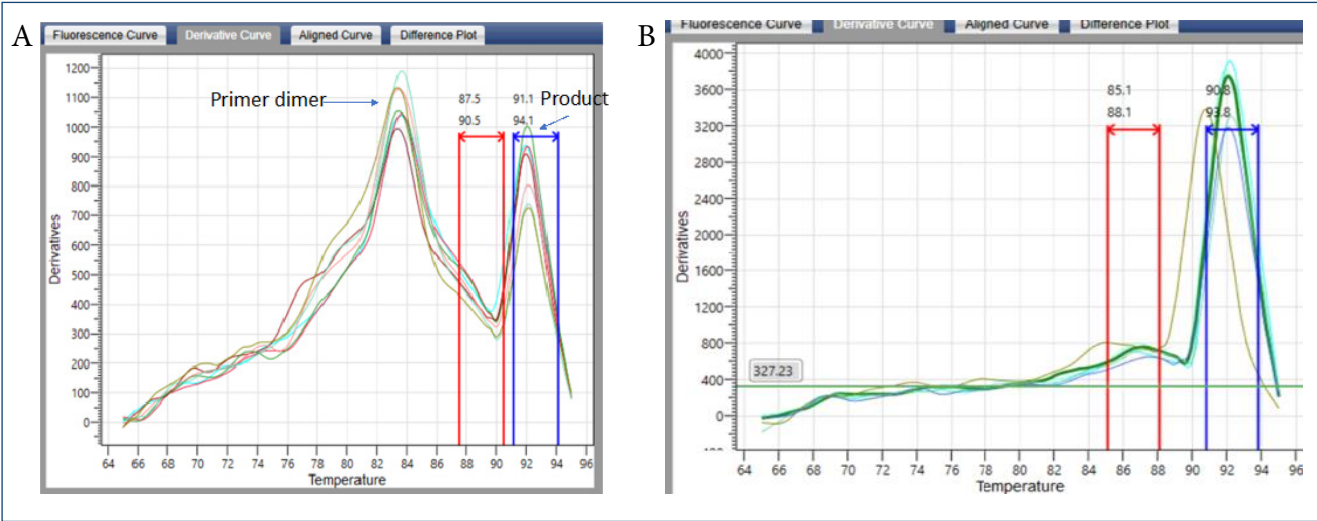 A
Fluorescence Curve Derivative Curve Aligned Curve Difference Plot
1200
1100
1000
900
800
700
600
500
400
300
200
100
0
Derivatives
Primer dimer
87.5 91.1 Product
90.5 94.1
64 66 68 70 72 74 76 78 80 82 84 86 88 90 92 94 96
Temperature
B
Fluorescence Curve Derivative Curve Aligned Curve Difference Plot
4000
3600
3200
2800
2400
2000
1600
1200
800
400
0
Derivatives
85.1 90.8
88.1 93.8
327.23
64 66 68 70 72 74 76 78 80 82 84 86 88 90 92 94 96
Temperature